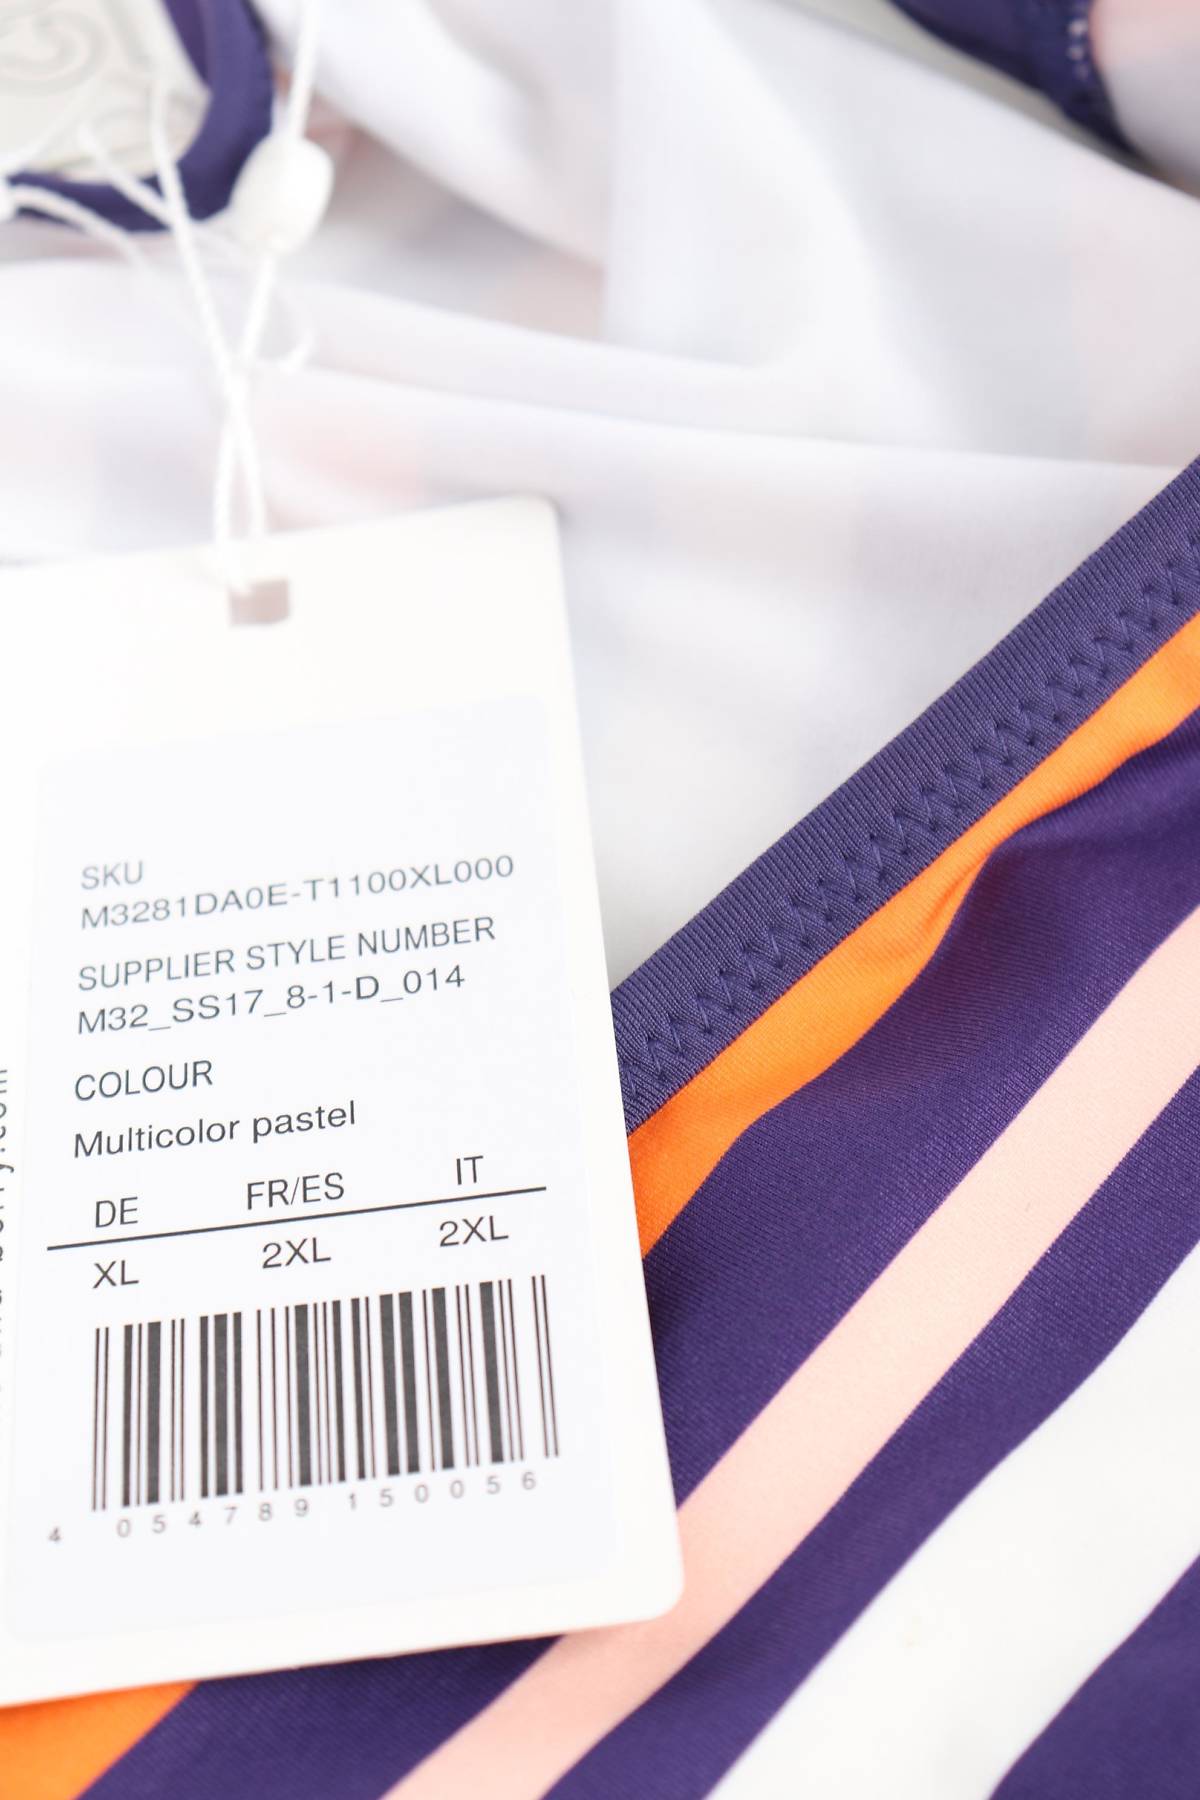 SKU
M3281DA0E-T1100XL000
SUPPLIER STYLE NUMBER
M32_SS17_8-1-D_014
COLOUR
Multicolor pastel
DE FR/ES IT
XL 2XL 2XL
4 054789 150056